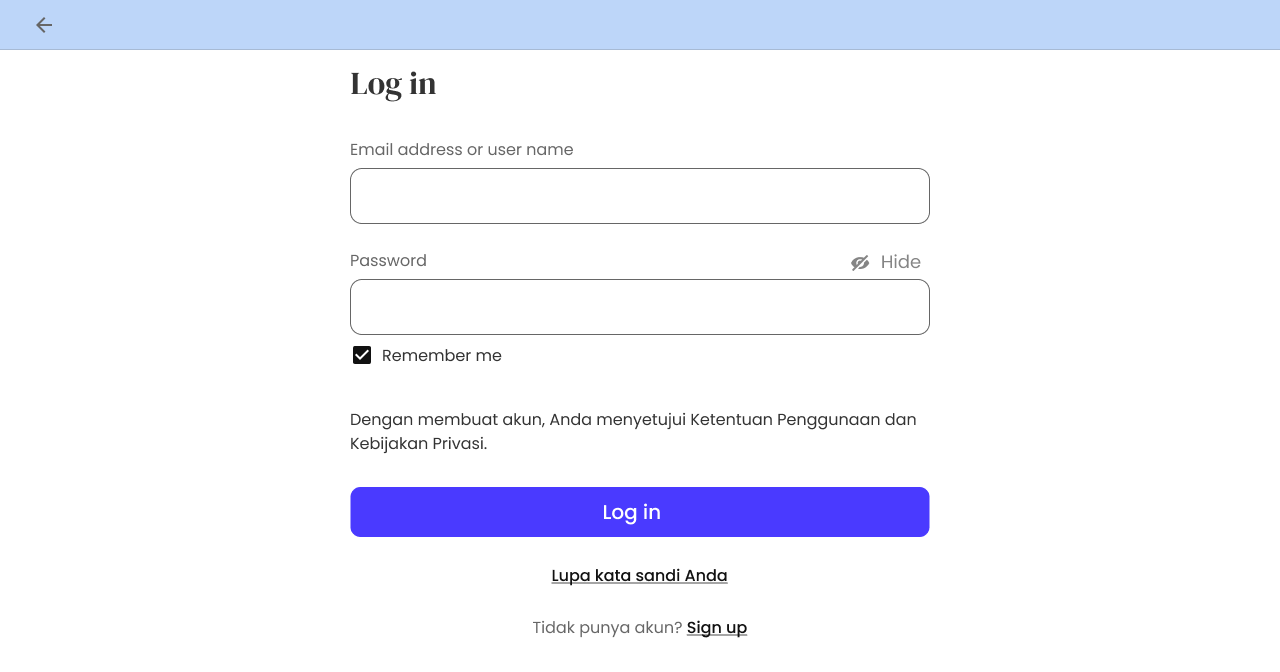 Log in
Email address or user name
Password
Hide
Remember me
Dengan membuat akun, Anda menyetujui Ketentuan Penggunaan dan
Kebijakan Privasi.
Log in
Lupa kata sandi Anda
Tidak punya akun? Sign up